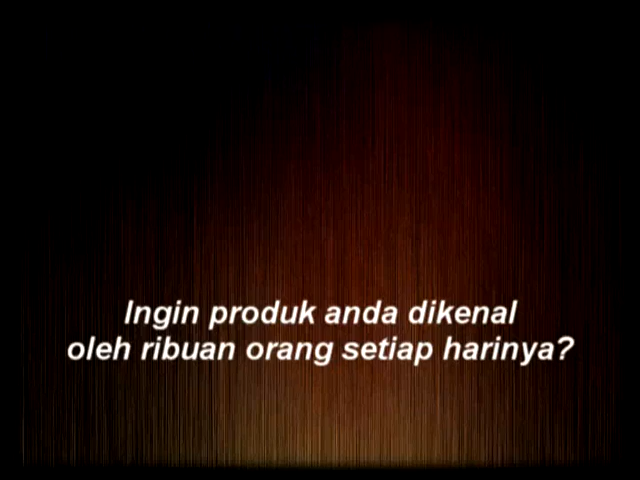 Ingin produk anda dikenal
oleh ribuan orang setiap harinya?